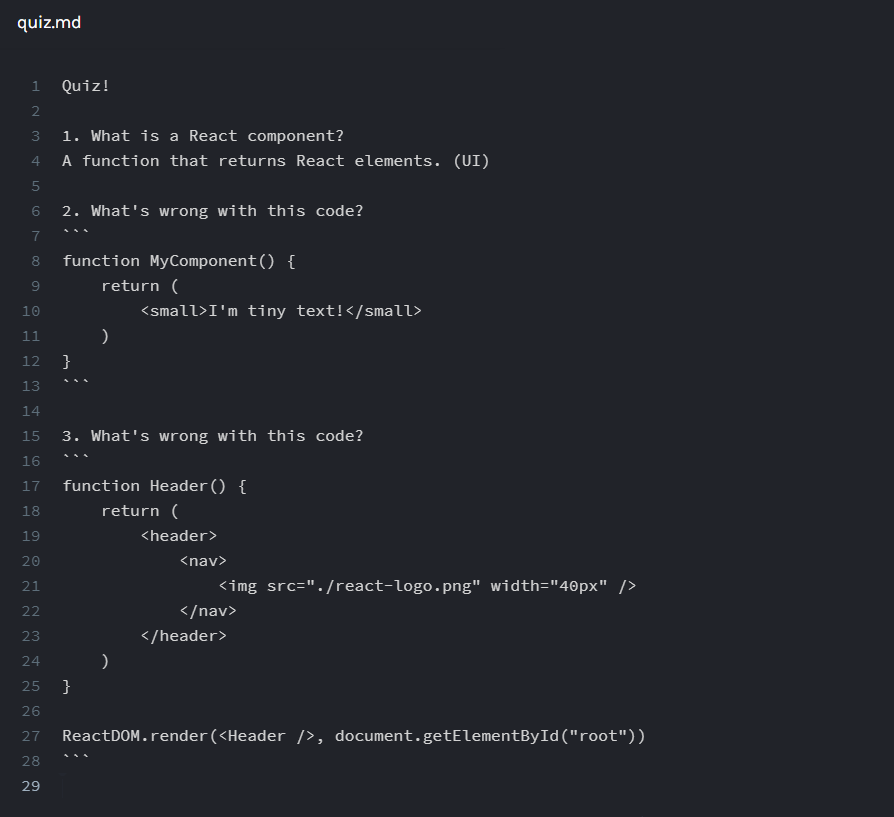 quiz.md
1 Quiz!
2
3 1. What is a React component?
4 A function that returns React elements. (UI)
5
6 2. What's wrong with this code?
7 ```
8 function MyComponent() {
9     return (
10         <small>I'm tiny text!</small>
11     )
12 }
13 ```
14
15 3. What's wrong with this code?
16 ```
17 function Header() {
18     return (
19         <header>
20             <nav>
21                 <img src="./react-logo.png" width="40px" />
22             </nav>
23         </header>
24     )
25 }
26
27 ReactDOM.render(<Header />, document.getElementById("root"))
28 ```
29